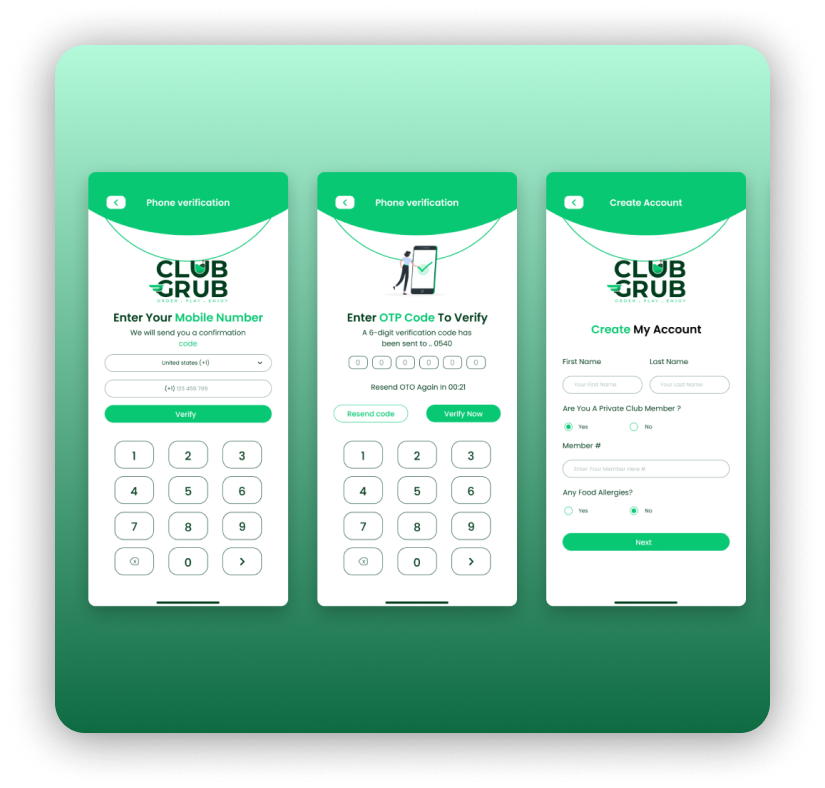 Phone verification
CLUB
GRUB
ORDER . PLAY . ENJOY
Enter Your Mobile Number
We will send you a confirmation
code
United states (+1)
(+1) 123 456 789
Verify
1 2 3
4 5 6
7 8 9
0
Phone verification
Enter OTP Code To Verify
A 6-digit verification code has
been sent to .. 0540
0 0 0 0 0 0
Resend OTO Again In 00:21
Resend code Verify Now
1 2 3
4 5 6
7 8 9
0
Create Account
CLUB
GRUB
ORDER . PLAY . ENJOY
Create My Account
First Name Last Name
Your First Name Your Last Name
Are You A Private Club Member ?
Yes No
Member #
Enter Your Member Here #
Any Food Allergies?
Yes No
Next